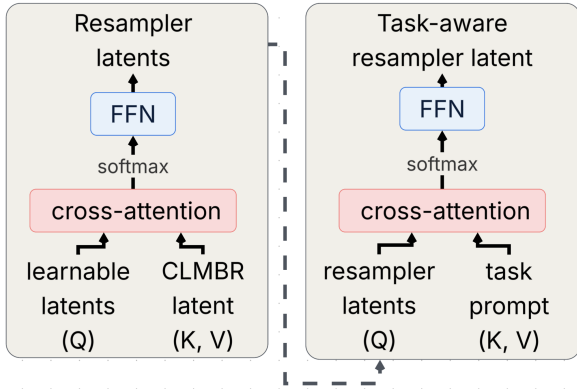 Resampler
latents
FFN
softmax
cross-attention
learnable
latents
(Q)
CLMBR
latent
(K, V)
Task-aware
resampler latent
FFN
softmax
cross-attention
resampler
latents
(Q)
task
prompt
(K, V)